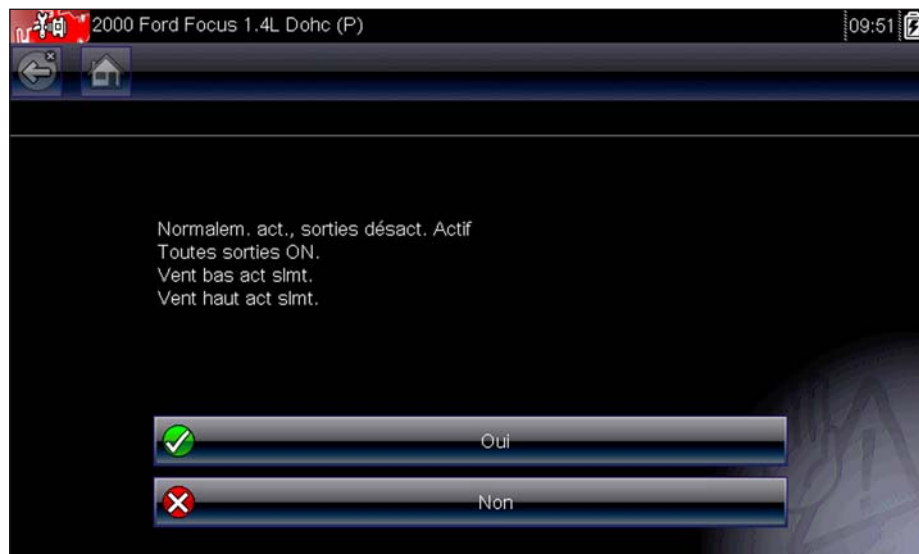 2000 Ford Focus 1.4L Dohc (P)
09:51
Normalem. act., sorties désact. Actif
Toutes sorties ON.
Vent bas act slmt.
Vent haut act slmt.
Oui
Non